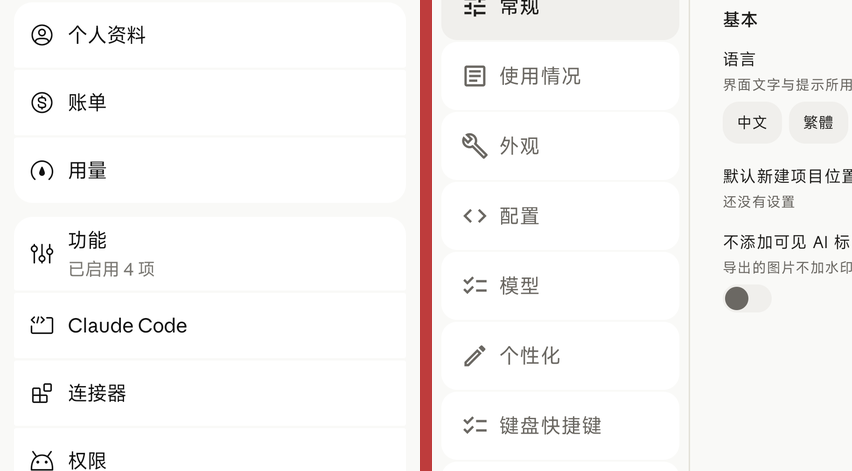 个人资料
账单
用量
功能
已启用 4 项
Claude Code
连接器
权限
常规
使用情况
外观
配置
模型
个性化
键盘快捷键
基本
语言
界面文字与提示所用
中文
繁體
默认新建项目位置
还没有设置
不添加可见 AI 标
导出的图片不加水印